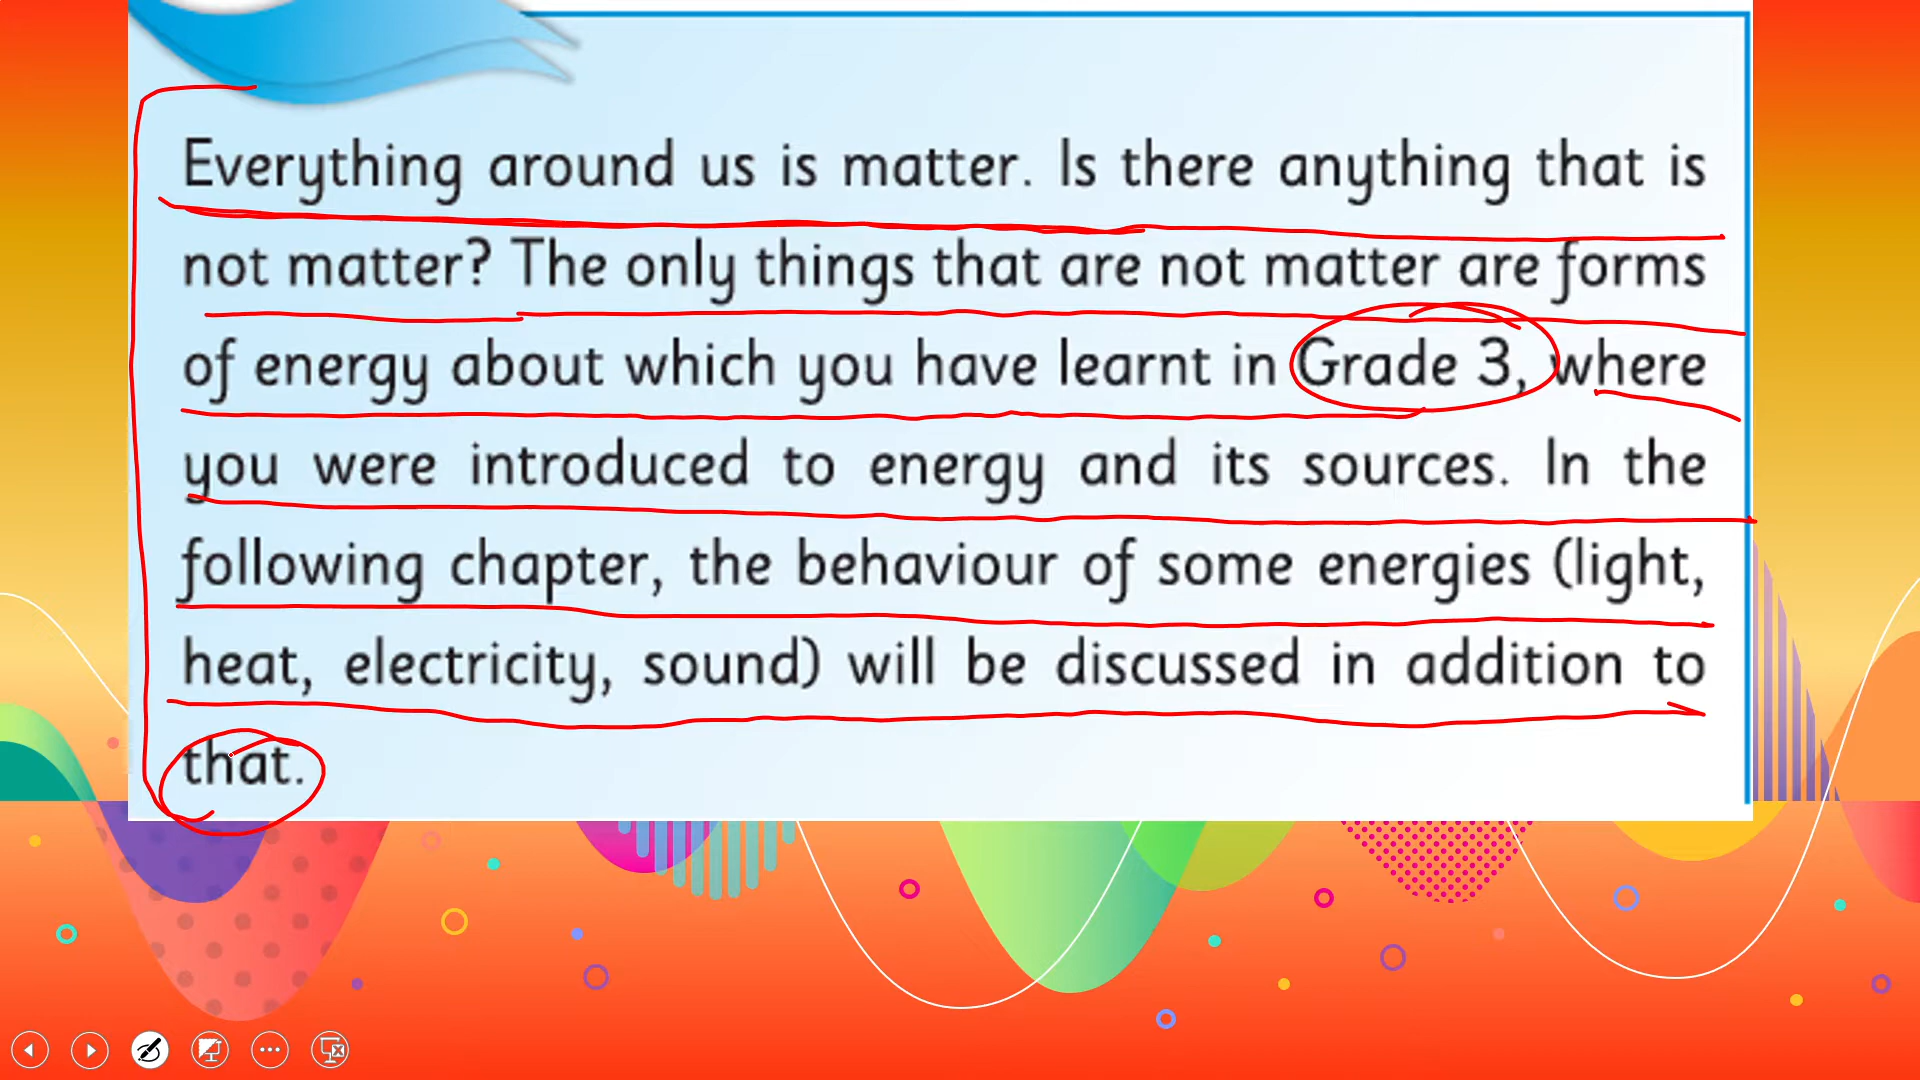 Everything around us is matter. Is there anything that is
not matter? The only things that are not matter are forms
of energy about which you have learnt in Grade 3, where
you were introduced to energy and its sources. In the
following chapter, the behaviour of some energies (light,
heat, electricity, sound) will be discussed in addition to
that.